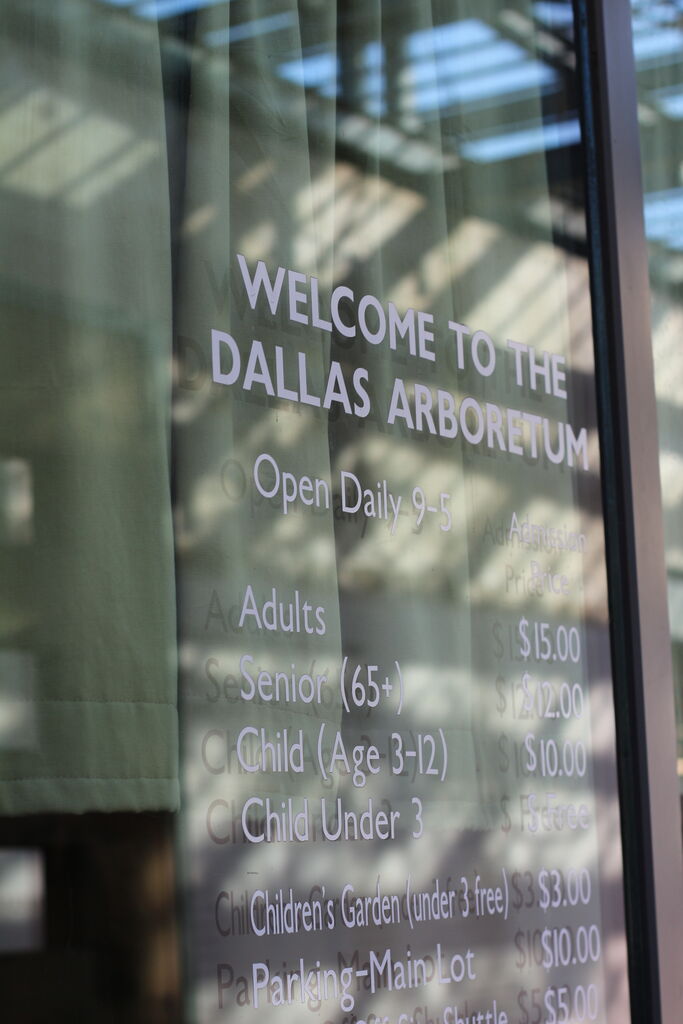 WELCOME TO THE
DALLAS ARBORETUM
Open Daily 9-5
Admission
Price
Adults $15.00
Senior (65+) $12.00
Child (Age 3-12) $10.00
Child Under 3 $ Free
Children's Garden (under 3 free) $3.00
Parking-Main Lot $10.00
Shuttle $5.00